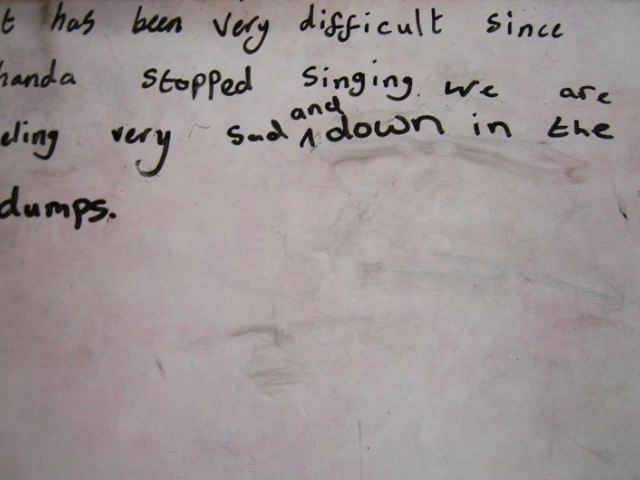 t has been very difficult since
handa stopped singing. we are
eling very sad and down in the
dumps.